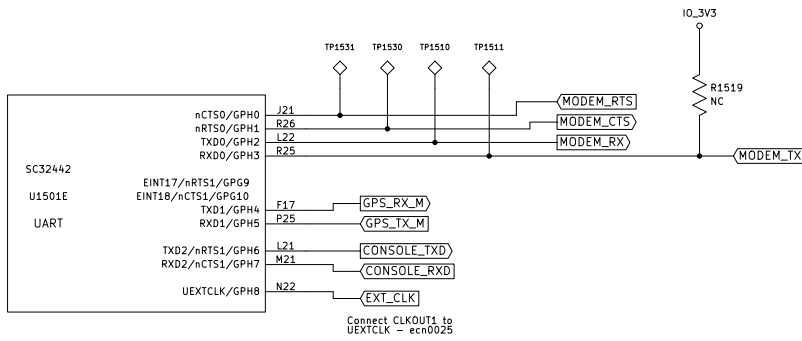 IO_3V3
TP1531 TP1530 TP1510 TP1511
R1519
NC
nCTS0/GPH0 J21 MODEM_RTS
nRTS0/GPH1 R26 MODEM_CTS
TXD0/GPH2 L22 MODEM_RX
RXD0/GPH3 R25 MODEM_TX
SC32442
U1501E
UART
EINT17/nRTS1/GPG9
EINT18/nCTS1/GPG10
TXD1/GPH4 F17 GPS_RX_M
RXD1/GPH5 P25 GPS_TX_M
TXD2/nRTS1/GPH6 L21 CONSOLE_TXD
RXD2/nCTS1/GPH7 M21 CONSOLE_RXD
UEXTCLK/GPH8 N22 EXT_CLK
Connect CLKOUT1 to
UEXTCLK – ecn0025